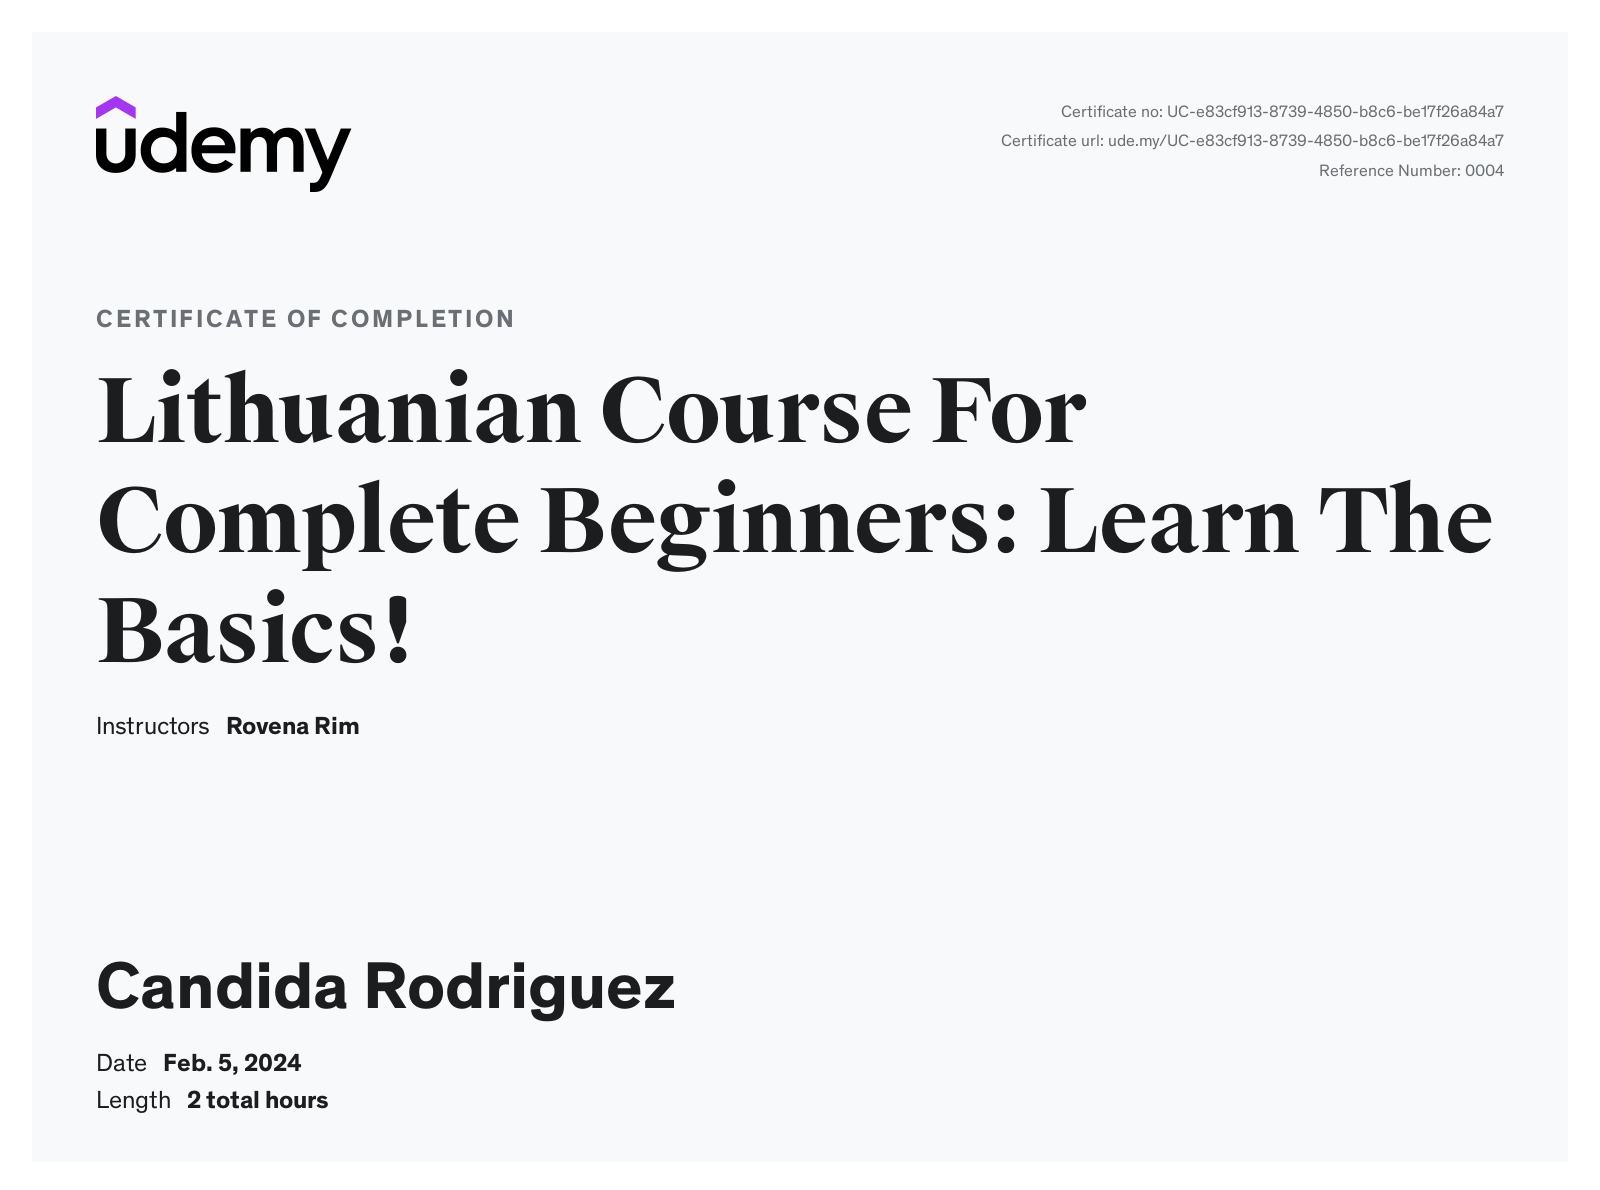 udemy
Certificate no: UC-e83cf913-8739-4850-b8c6-be17f26a84a7
Certificate url: ude.my/UC-e83cf913-8739-4850-b8c6-be17f26a84a7
Reference Number: 0004
CERTIFICATE OF COMPLETION
Lithuanian Course For
Complete Beginners: Learn The
Basics!
Instructors Rovena Rim
Candida Rodriguez
Date Feb. 5, 2024
Length 2 total hours